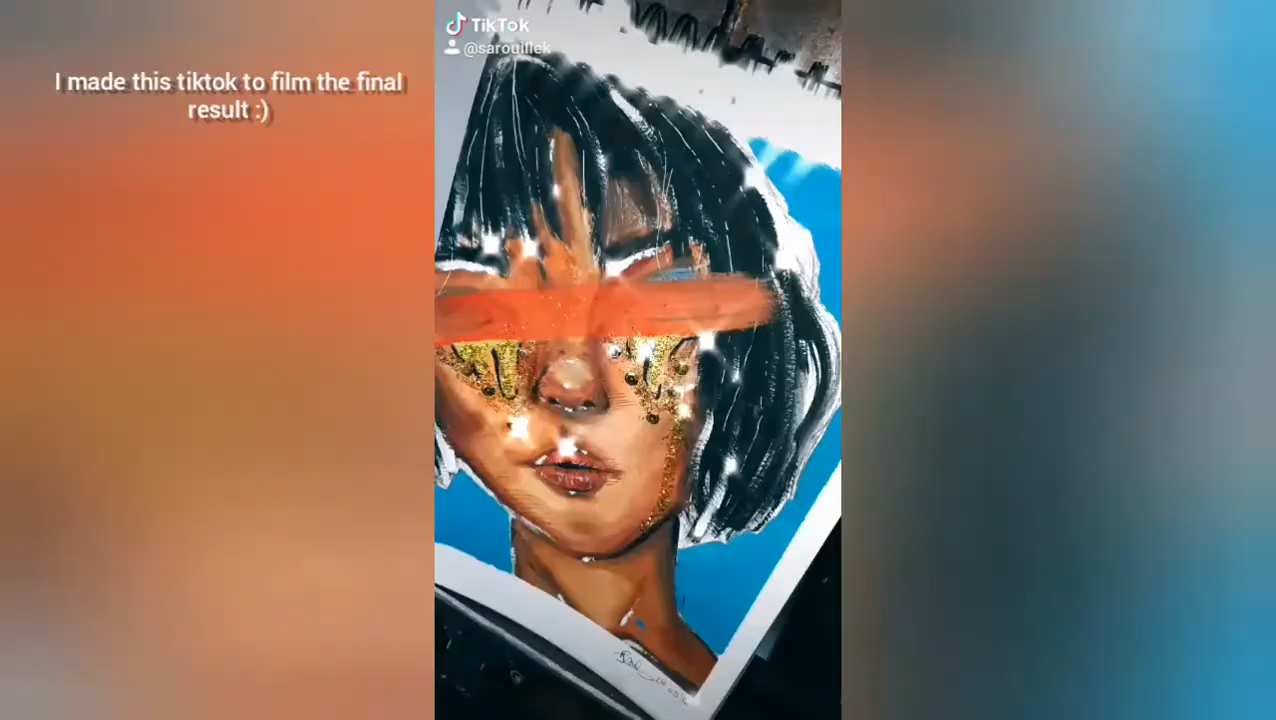 I made this tiktok to film the final
result :)
TikTok
@sarouillek